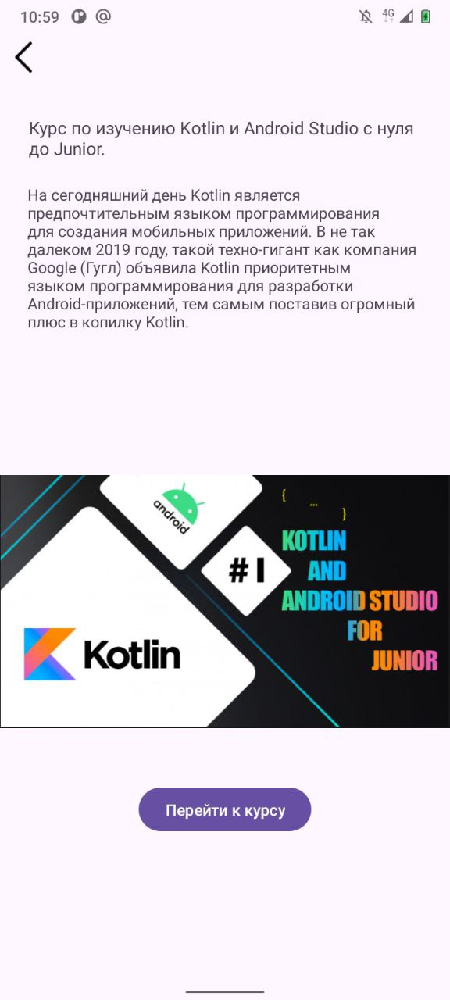 10:59
4G
Курс по изучению Kotlin и Android Studio с нуля
до Junior.
На сегодняшний день Kotlin является
предпочтительным языком программирования
для создания мобильных приложений. В не так
далеком 2019 году, такой техно-гигант как компания
Google (Гугл) объявила Kotlin приоритетным
языком программирования для разработки
Android-приложений, тем самым поставив огромный
плюс в копилку Kotlin.
android
{
...
}
# I
KOTLIN
AND
ANDROID STUDIO
FOR
JUNIOR
Kotlin
Перейти к курсу